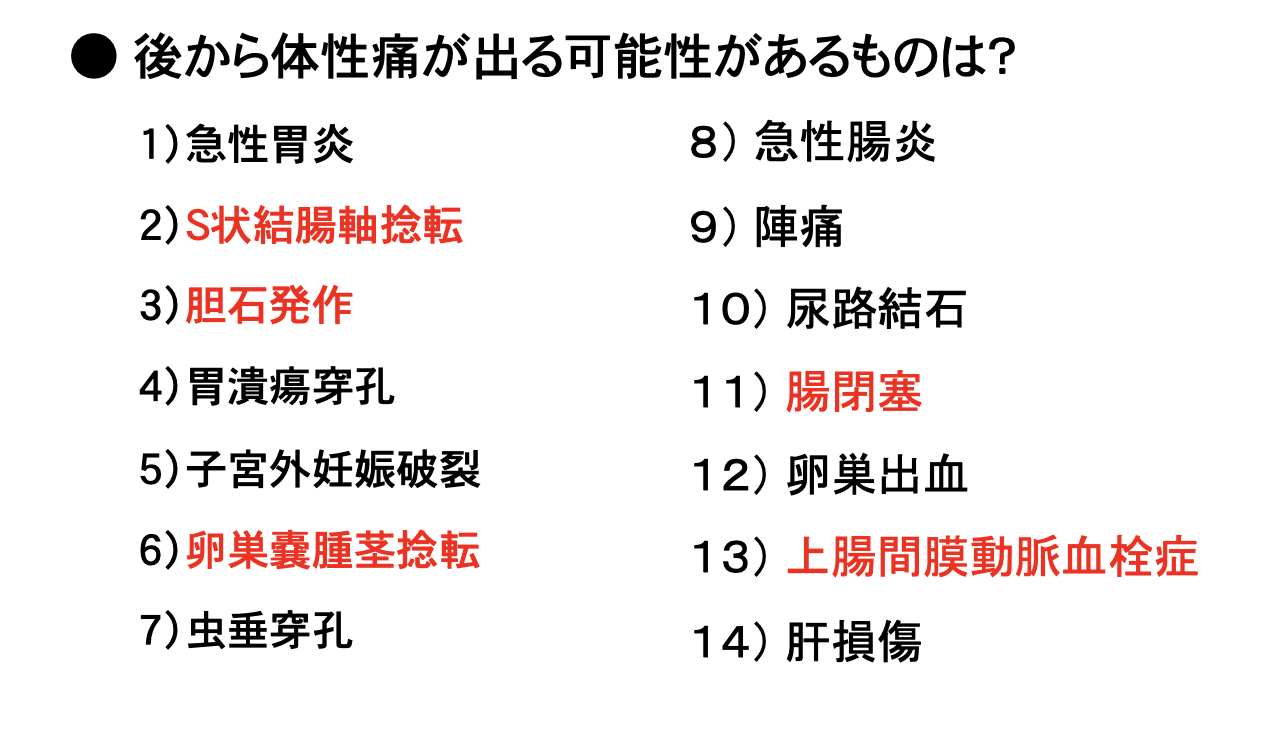 ● 後から体性痛が出る可能性があるものは?
1)急性胃炎
2)S状結腸軸捻転
3)胆石発作
4)胃潰瘍穿孔
5)子宮外妊娠破裂
6)卵巣嚢腫茎捻転
7)虫垂穿孔
8) 急性腸炎
9) 陣痛
10) 尿路結石
11) 腸閉塞
12) 卵巣出血
13) 上腸間膜動脈血栓症
14) 肝損傷